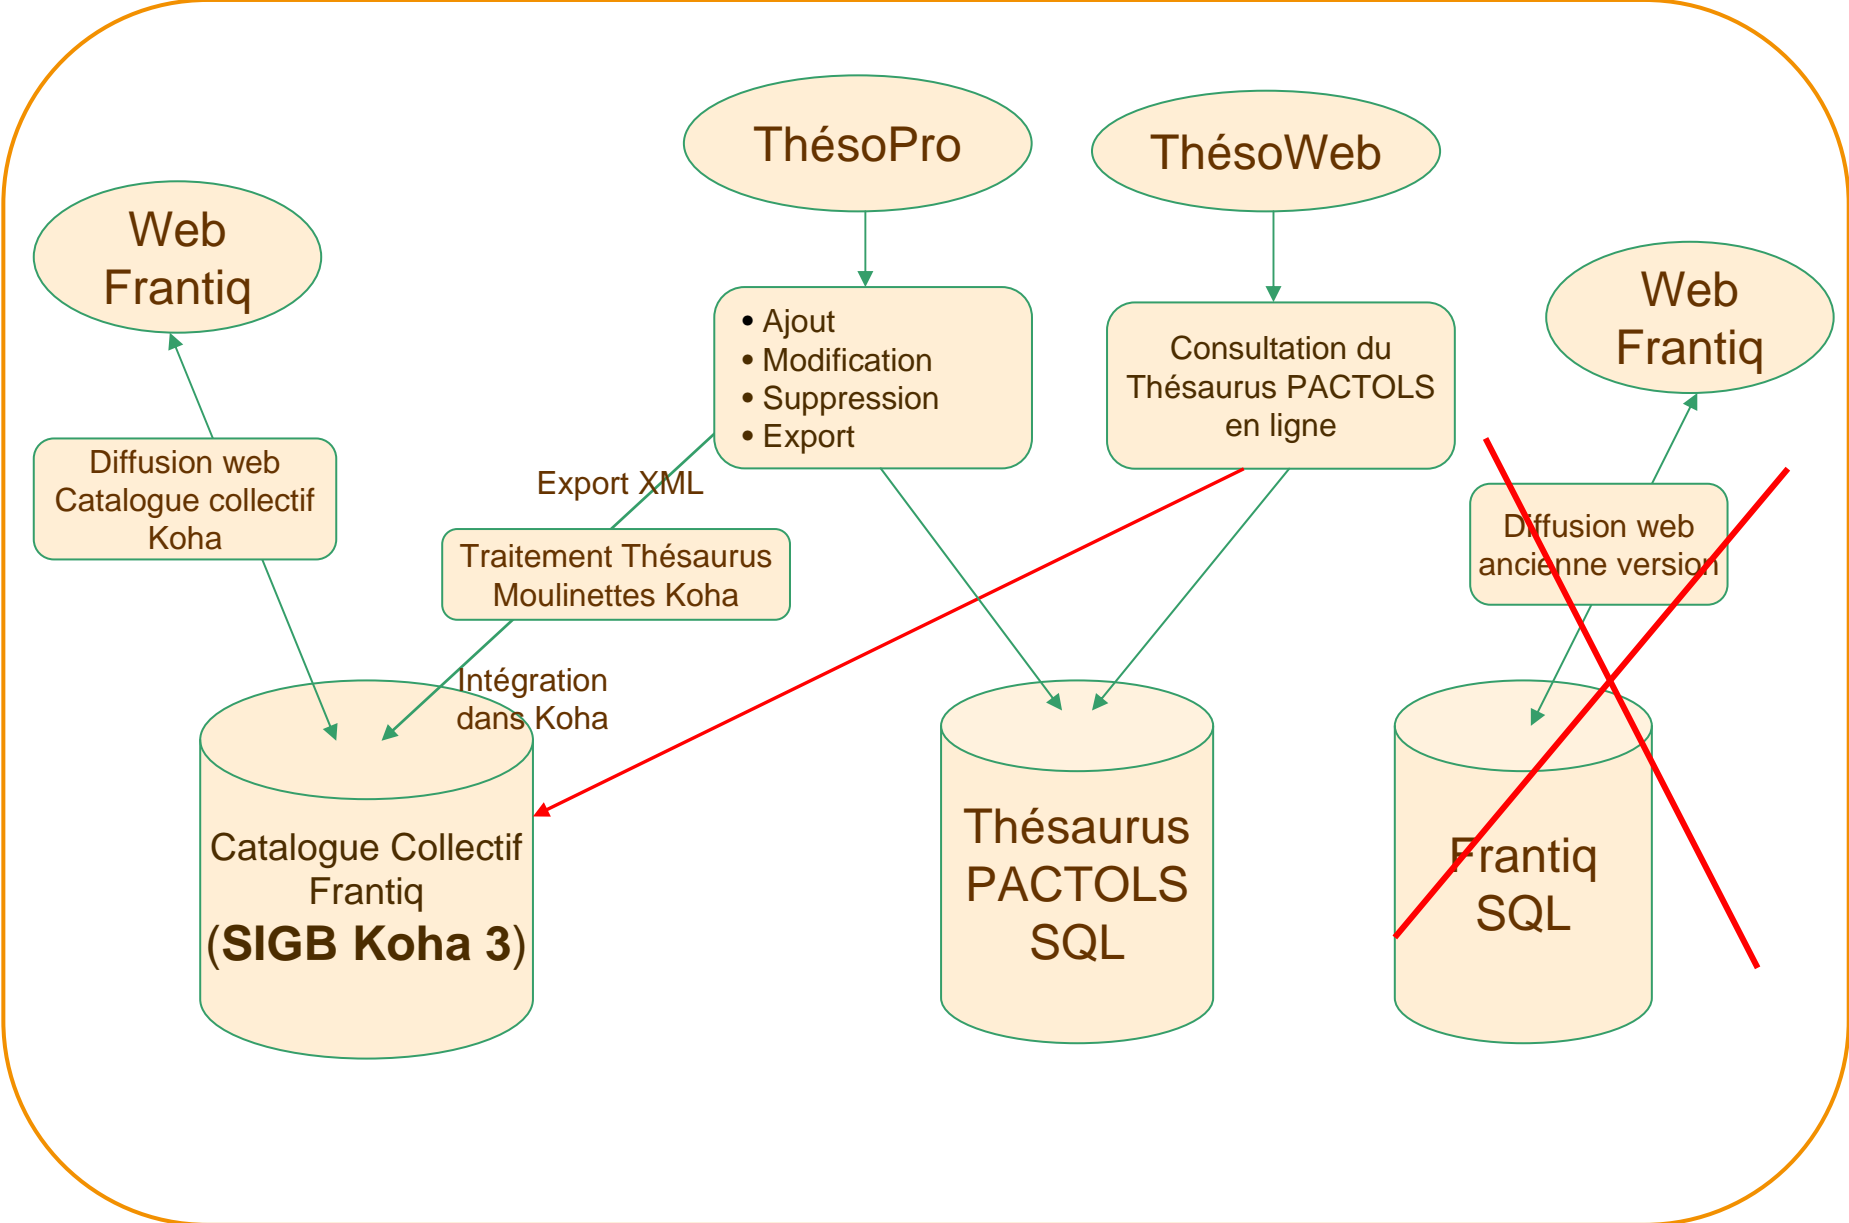 ThésoPro
ThésoWeb
Web
Frantiq
Web
Frantiq
• Ajout
• Modification
• Suppression
• Export
Consultation du
Thésaurus PACTOLS
en ligne
Diffusion web
Catalogue collectif
Koha
Export XML
Traitement Thésaurus
Moulinettes Koha
Diffusion web
ancienne version
Intégration
dans Koha
Catalogue Collectif
Frantiq
(SIGB Koha 3)
Thésaurus
PACTOLS
SQL
Frantiq
SQL